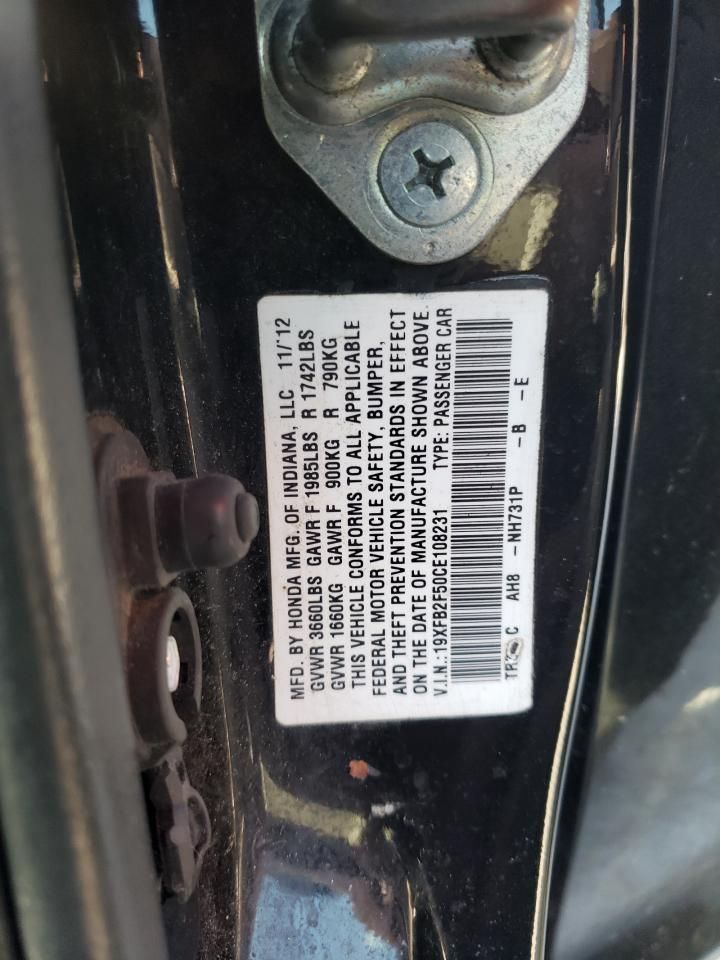 MFD. BY HONDA MFG. OF INDIANA, LLC 11/'12
GVWR 3660LBS GAWR F 1985LBS R 1742LBS
GVWR 1660KG GAWR F 900KG R 790KG
THIS VEHICLE CONFORMS TO ALL APPLICABLE
FEDERAL MOTOR VEHICLE SAFETY, BUMPER,
AND THEFT PREVENTION STANDARDS IN EFFECT
ON THE DATE OF MANUFACTURE SHOWN ABOVE.
V.I.N.: 19XFB2F50CE108231 TYPE: PASSENGER CAR
C AH8 - NH731P - B - E